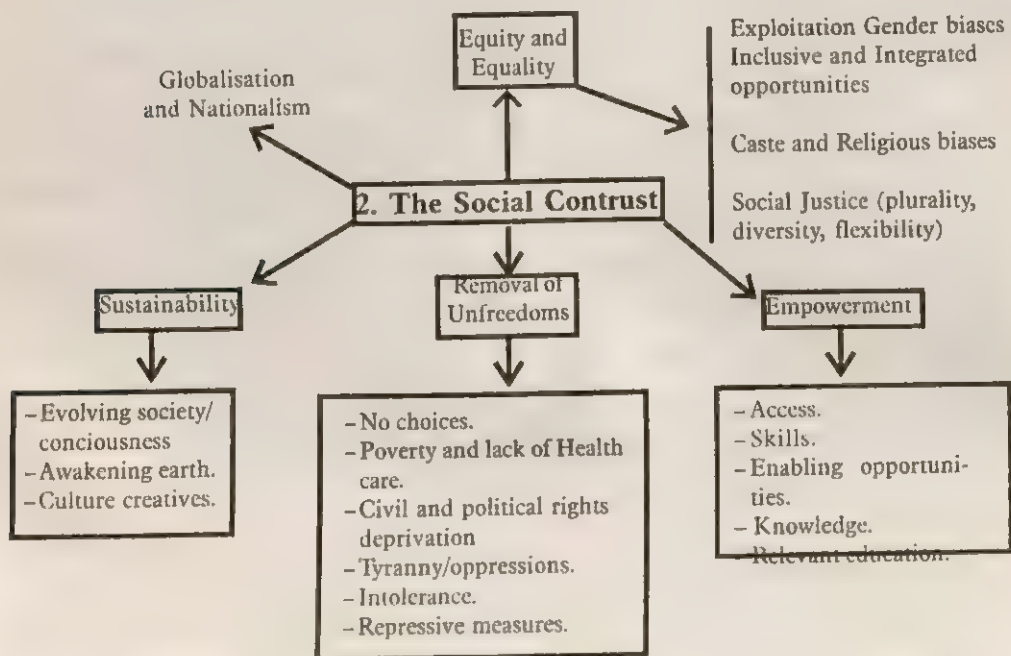 Globalisation
and Nationalism
Equity and
Equality
Exploitation Gender biases
Inclusive and Integrated
opportunities
Caste and Religious biases
Social Justice (plurality,
diversity, flexibility)
2. The Social Contrust
Sustainability
Removal of
Unfreedoms
Empowerment
– Evolving society/
conciousness
– Awakening earth.
– Culture creatives.
– No choices.
– Poverty and lack of Health
care.
– Civil and political rights
deprivation
– Tyranny/oppressions.
– Intolerance.
– Repressive measures.
– Access.
– Skills.
– Enabling opportuni-
ties.
– Knowledge.
– Relevant education.